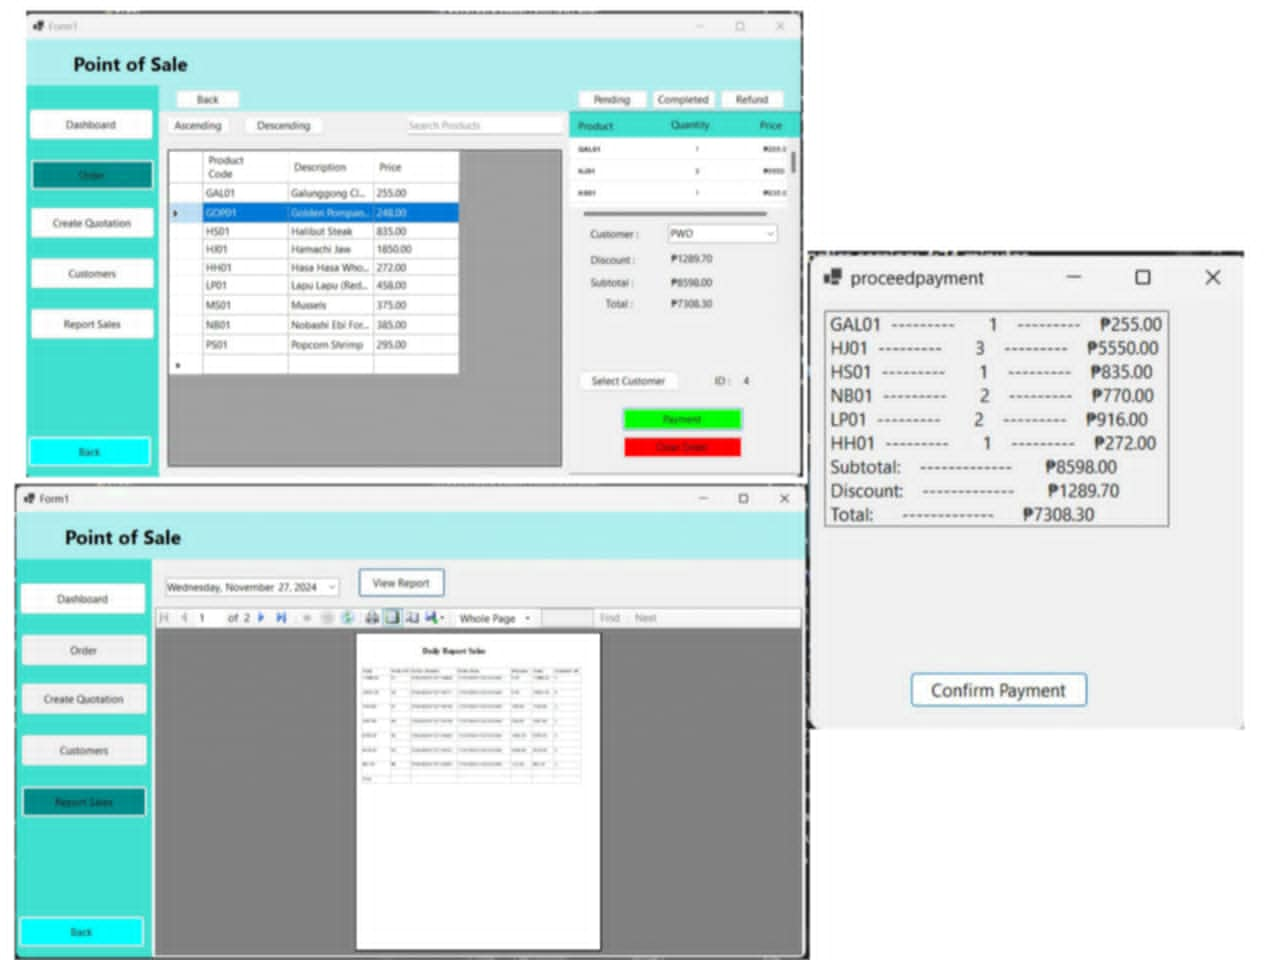 Form1
Point of Sale
Back
Pending Completed Refund
Dashboard
Ascending Descending Search Products
Product Quantity Price
Product Code Description Price
GAL01 1
GAL01 Galunggong Cl... 255.00
HJ01 3
Order
GOP01 Golden Pompan... 248.00
HS01 1
Create Quotation
HS01 Halibut Steak 835.00
Customer : PWD
HJ01 Hamachi Jaw 1850.00
Discount : ₱1289.70
Customers
HH01 Hasa Hasa Who... 272.00
LP01 Lapu Lapu (Red... 458.00
Subtotal : ₱8598.00
MS01 Mussels 375.00
Total : ₱7308.30
Report Sales
NB01 Nobashi Ebi For... 385.00
PS01 Popcorn Shrimp 295.00
Select Customer ID : 4
Payment
Clear Order
Back
proceedpayment
GAL01 --------- 1 --------- ₱255.00
HJ01 --------- 3 --------- ₱5550.00
HS01 --------- 1 --------- ₱835.00
NB01 --------- 2 --------- ₱770.00
LP01 --------- 2 --------- ₱916.00
HH01 --------- 1 --------- ₱272.00
Subtotal: ------------- ₱8598.00
Discount: ------------- ₱1289.70
Total: ------------- ₱7308.30
Confirm Payment
Form1
Point of Sale
Wednesday, November 27, 2024 View Report
Dashboard
1 of 2 Whole Page Find Next
Order
Daily Report Sales
Create Quotation
Customers
Report Sales
Back